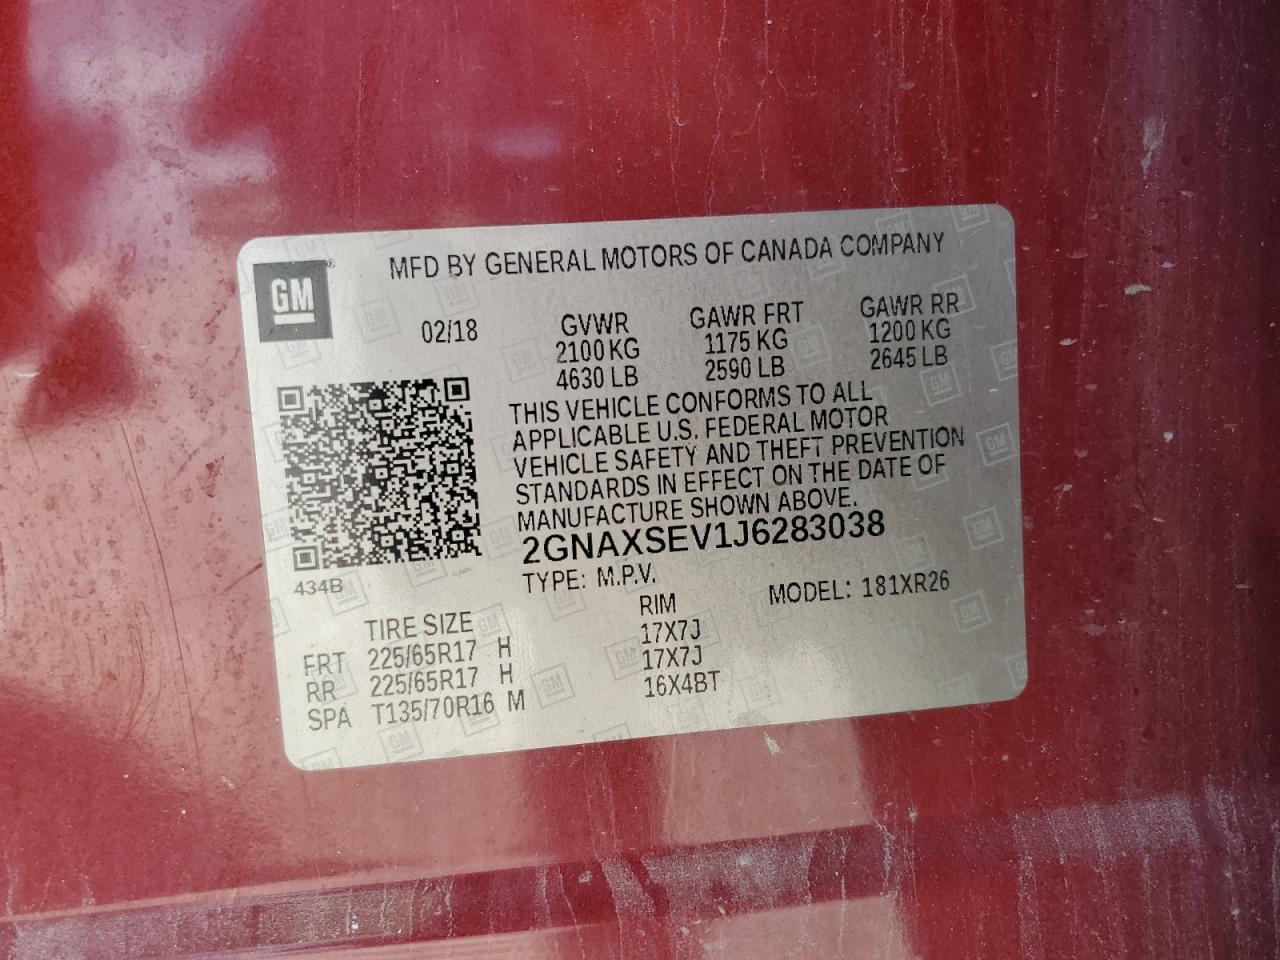 MFD BY GENERAL MOTORS OF CANADA COMPANY
GM
02/18 GVWR GAWR FRT GAWR RR
2100 KG 1175 KG 1200 KG
4630 LB 2590 LB 2645 LB
THIS VEHICLE CONFORMS TO ALL
APPLICABLE U.S. FEDERAL MOTOR
VEHICLE SAFETY AND THEFT PREVENTION
STANDARDS IN EFFECT ON THE DATE OF
MANUFACTURE SHOWN ABOVE.
2GNAXSEV1J6283038
434B
TYPE: M.P.V. MODEL: 181XR26
TIRE SIZE RIM
FRT 225/65R17 H 17X7J
RR 225/65R17 H 17X7J
SPA T135/70R16 M 16X4BT